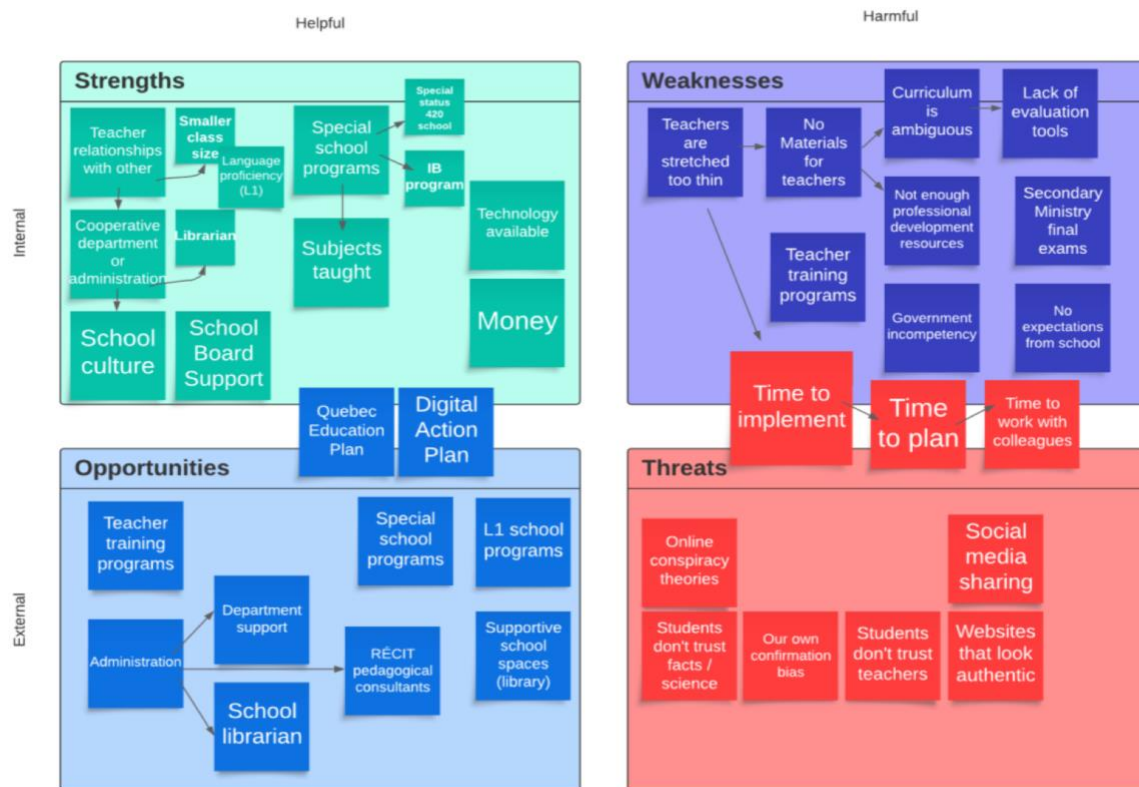 Helpful
Harmful
Internal
External
Strengths
Teacher
relationships
with other
Smaller
class
size
Language
proficiency
(L1)
Cooperative
department
or
administration
Librarian
School
culture
School
Board
Support
Special
school
programs
Special
status
420
school
IB
program
Subjects
taught
Technology
available
Money
Weaknesses
Teachers
are
stretched
too thin
No
Materials
for
teachers
Curriculum
is
ambiguous
Lack of
evaluation
tools
Not enough
professional
development
resources
Secondary
Ministry
final
exams
Teacher
training
programs
Government
incompetency
No
expectations
from school
Time to
implement
Time
to plan
Time to
work with
colleagues
Quebec
Education
Plan
Digital
Action
Plan
Opportunities
Teacher
training
programs
Special
school
programs
L1 school
programs
Administration
Department
support
RÉCIT
pedagogical
consultants
Supportive
school
spaces
(library)
School
librarian
Threats
Online
conspiracy
theories
Social
media
sharing
Students
don't trust
facts /
science
Our own
confirmation
bias
Students
don't trust
teachers
Websites
that look
authentic